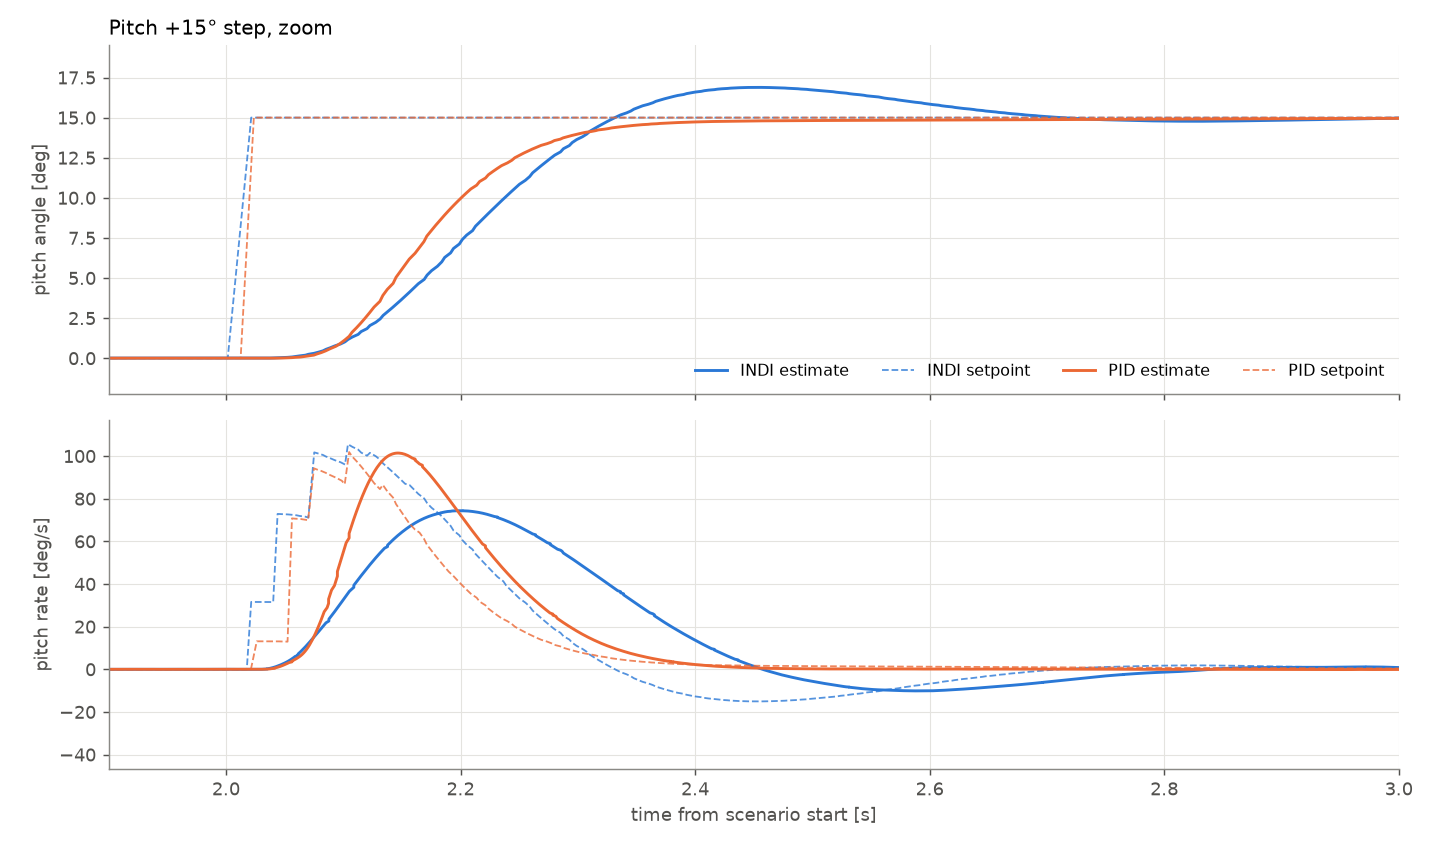 Pitch +15° step, zoom
pitch angle [deg]
17.5
15.0
12.5
10.0
7.5
5.0
2.5
0.0
INDI estimate INDI setpoint PID estimate PID setpoint
pitch rate [deg/s]
100
80
60
40
20
0
−20
−40
2.0 2.2 2.4 2.6 2.8 3.0
time from scenario start [s]